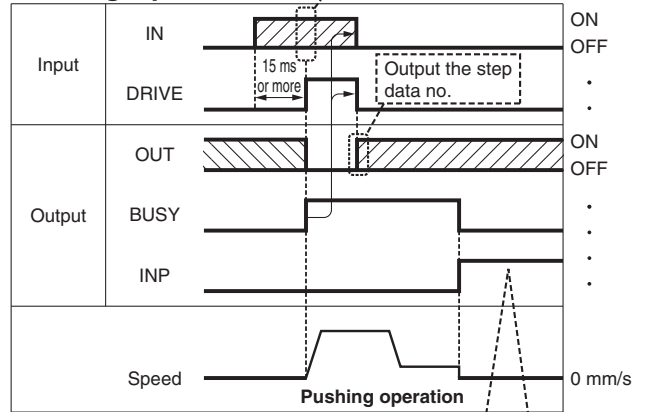 IN
ON
OFF
Input
15 ms
or more
Output the step
data no.
DRIVE
OUT
ON
OFF
Output
BUSY
INP
Speed
0 mm/s
Pushing operation